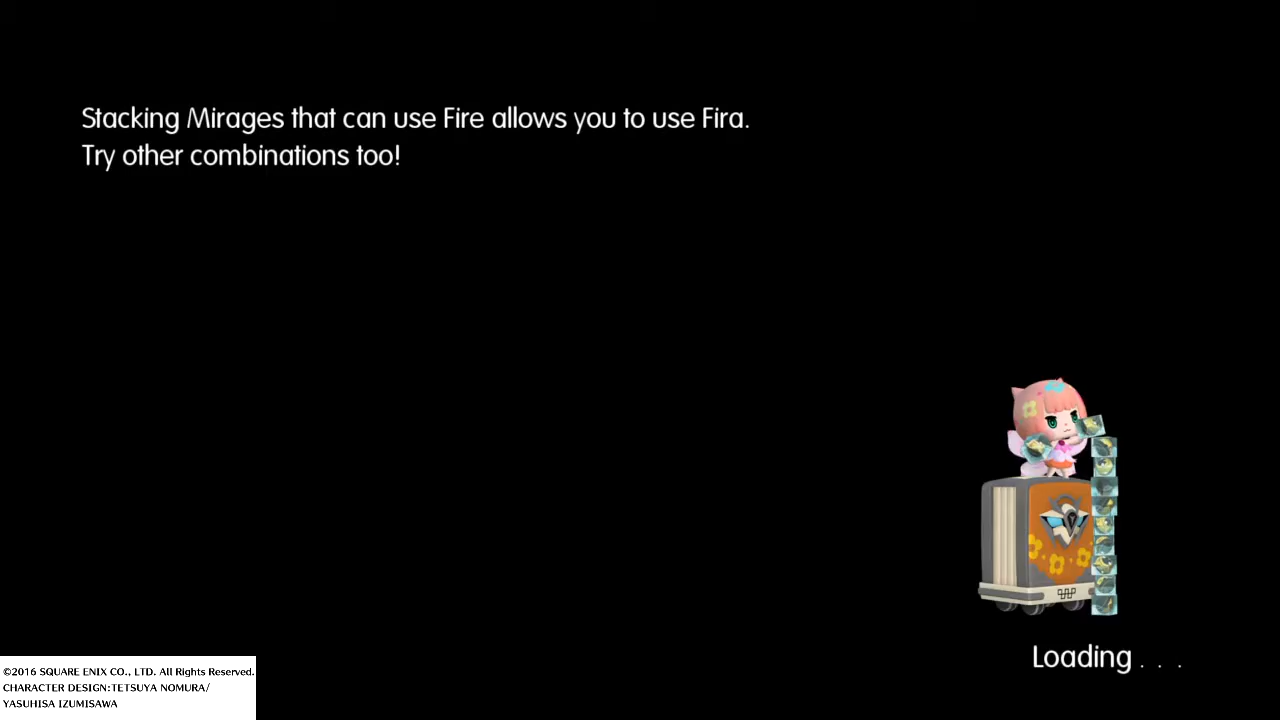 Stacking Mirages that can use Fire allows you to use Fira.
Try other combinations too!
Loading . . .
©2016 SQUARE ENIX CO., LTD. All Rights Reserved.
CHARACTER DESIGN:TETSUYA NOMURA/
YASUHISA IZUMISAWA